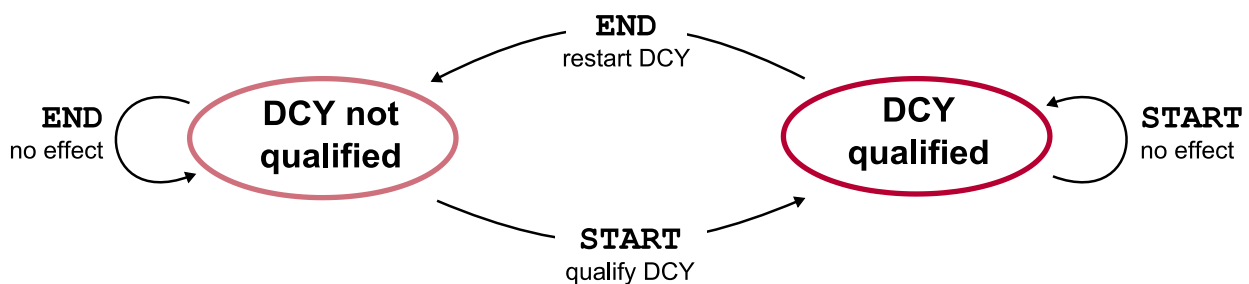 END
restart DCY
END
no effect
DCY not
qualified
DCY
qualified
START
no effect
START
qualify DCY